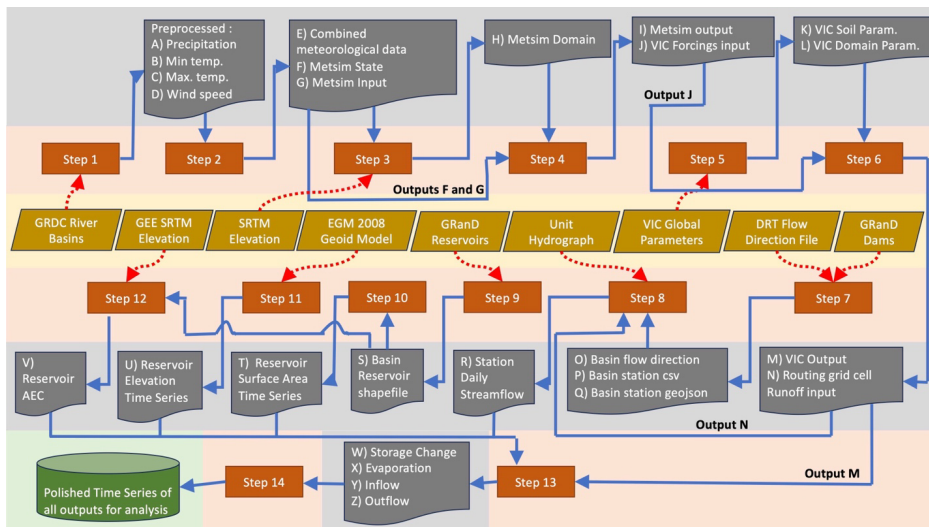 Preprocessed :
A) Precipitation
B) Min temp.
C) Max. temp.
D) Wind speed
E) Combined
meteorological data
F) Metsim State
G) Metsim Input
H) Metsim Domain
I) Metsim output
J) VIC Forcings input
K) VIC Soil Param.
L) VIC Domain Param.
Output J
Step 1
Step 2
Step 3
Step 4
Step 5
Step 6
Outputs F and G
GRDC River
Basins
GEE SRTM
Elevation
SRTM
Elevation
EGM 2008
Geoid Model
GRanD
Reservoirs
Unit
Hydrograph
VIC Global
Parameters
DRT Flow
Direction File
GRanD
Dams
Step 12
Step 11
Step 10
Step 9
Step 8
Step 7
V)
Reservoir
AEC
U) Reservoir
Elevation
Time Series
T) Reservoir
Surface Area
Time Series
S) Basin
Reservoir
shapefile
R) Station
Daily
Streamflow
O) Basin flow direction
P) Basin station csv
Q) Basin station geojson
M) VIC Output
N) Routing grid cell
Runoff input
Output N
Output M
Polished Time Series of
all outputs for analysis
Step 14
W) Storage Change
X) Evaporation
Y) Inflow
Z) Outflow
Step 13